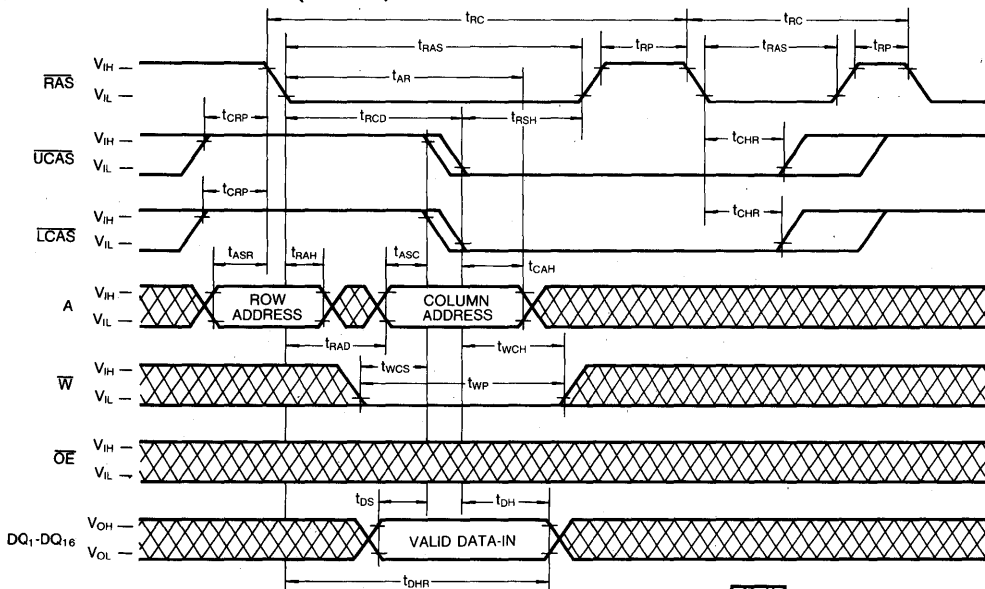 tRC tRC
tRAS tRP tRAS tRP
VIH
RAS
VIL
tAR
tCRP tRCD tRSH
VIH
UCAS
VIL
tCHR
tCRP
VIH
LCAS
VIL
tCHR
tASR tRAH tASC tCAH
VIH
A
VIL
ROW ADDRESS
COLUMN ADDRESS
tRAD tWCH
tWCS
tWP
VIH
W
VIL
VIH
OE
VIL
tDS tDH
VOH
DQ1-DQ16
VOL
VALID DATA-IN
tDHR